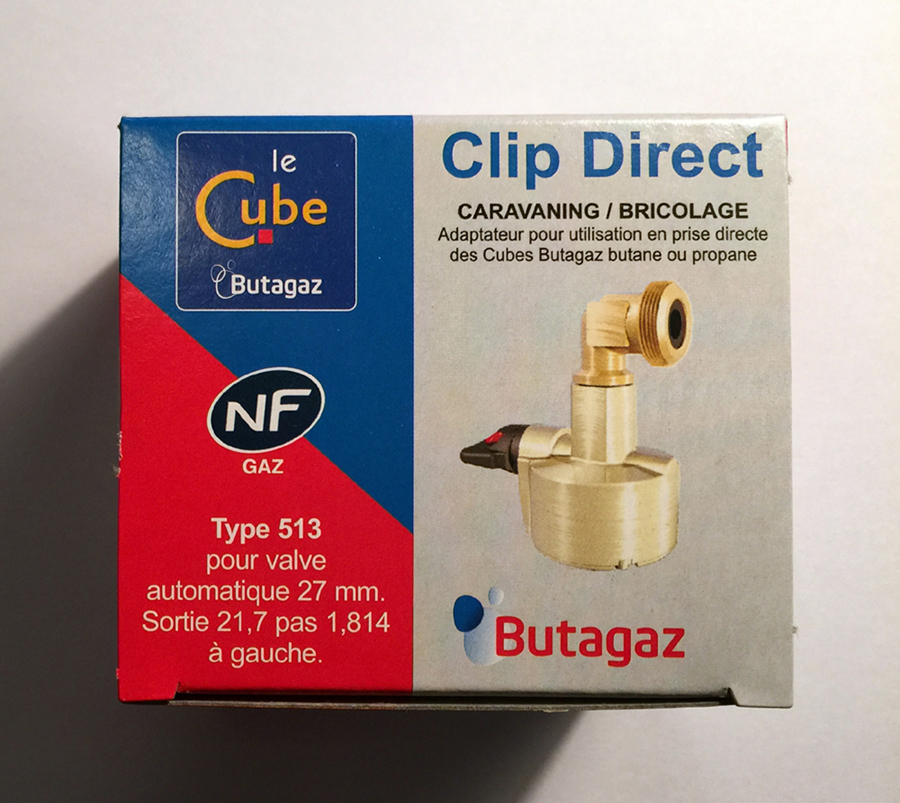 le
Cube
Butagaz
NF
GAZ
Type 513
pour valve
automatique 27 mm.
Sortie 21,7 pas 1,814
à gauche.
Clip Direct
CARAVANING / BRICOLAGE
Adaptateur pour utilisation en prise directe
des Cubes Butagaz butane ou propane
Butagaz